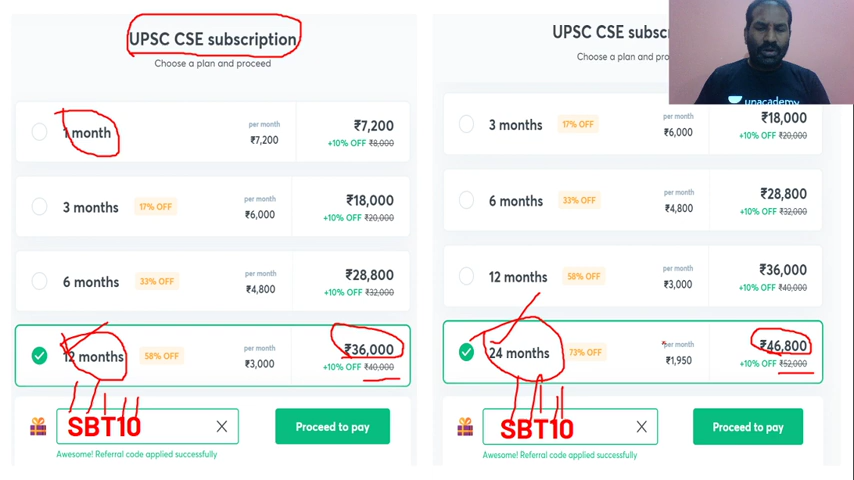 UPSC CSE subscription
Choose a plan and proceed
1 month
per month
₹7,200
₹7,200
+10% OFF ₹8,000
3 months 17% OFF
per month
₹6,000
₹18,000
+10% OFF ₹20,000
6 months 33% OFF
per month
₹4,800
₹28,800
+10% OFF ₹32,000
12 months 58% OFF
per month
₹3,000
₹36,000
+10% OFF ₹40,000
SBT10 X
Proceed to pay
Awesome! Referral code applied successfully
UPSC CSE
Choose a plan and
unacademy
3 months 17% OFF
per month
₹6,000
₹18,000
+10% OFF ₹20,000
6 months 33% OFF
per month
₹4,800
₹28,800
+10% OFF ₹32,000
12 months 58% OFF
per month
₹3,000
₹36,000
+10% OFF ₹40,000
24 months 73% OFF
per month
₹1,950
₹46,800
+10% OFF ₹52,000
SBT10 X
Proceed to pay
Awesome! Referral code applied successfully